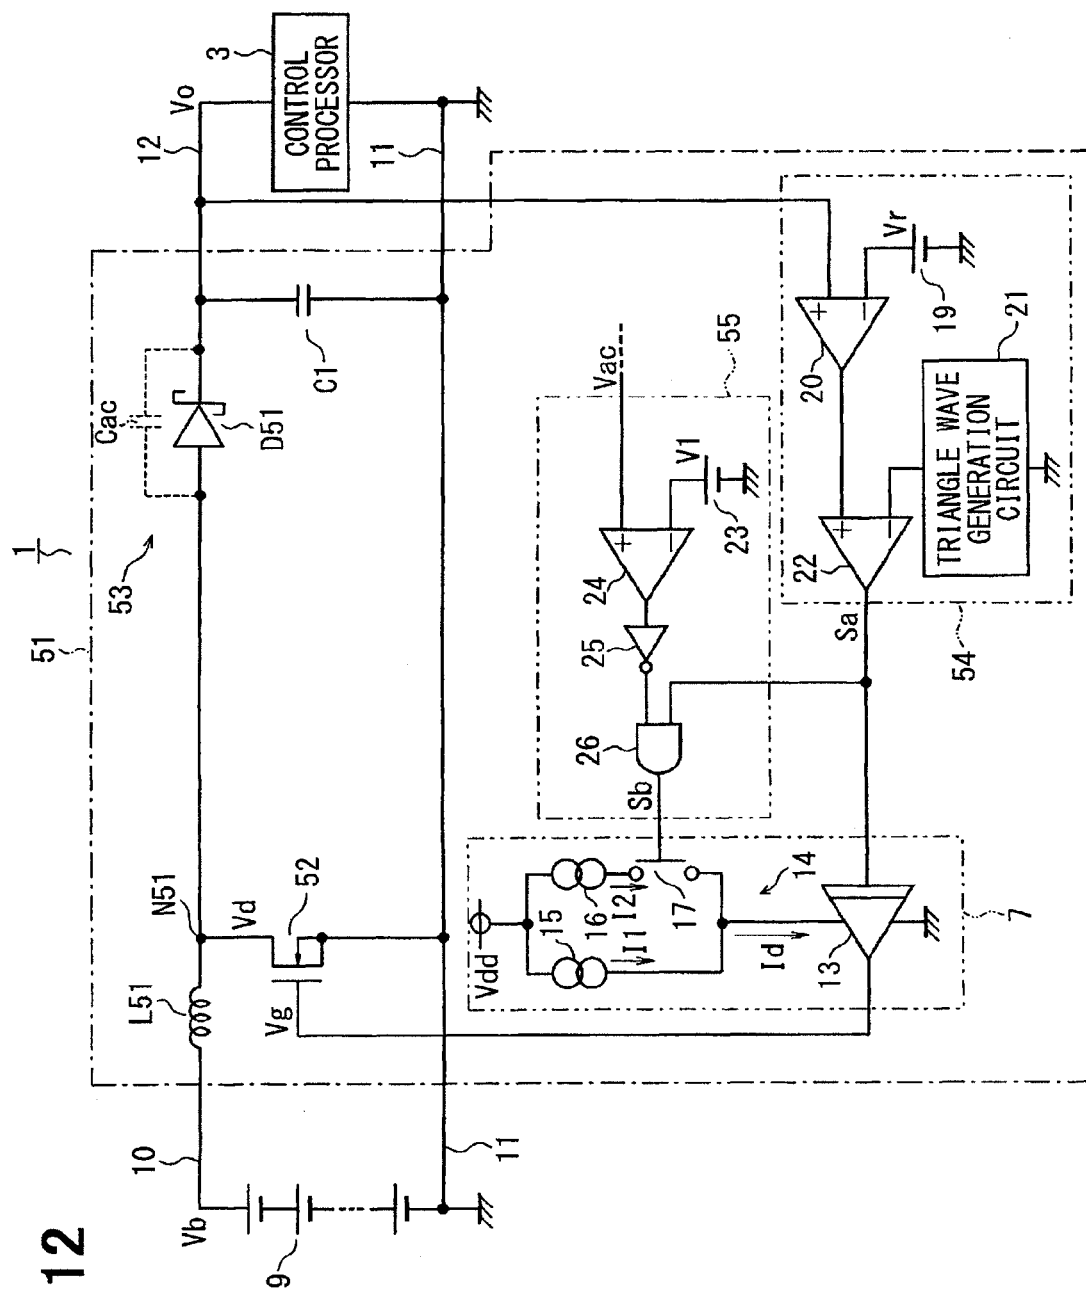 12
1
51
53
Cac
D51
C1
12
Vo
3
CONTROL
PROCESSOR
11
N51
Vd
L51
52
Vg
10
Vb
9
11
Vac
55
V1
23
24
25
26
Sb
Vr
19
20
21
TRIANGLE WAVE
GENERATION
CIRCUIT
22
Sa
54
Vdd
15
16
I1
I2
17
14
Id
13
7